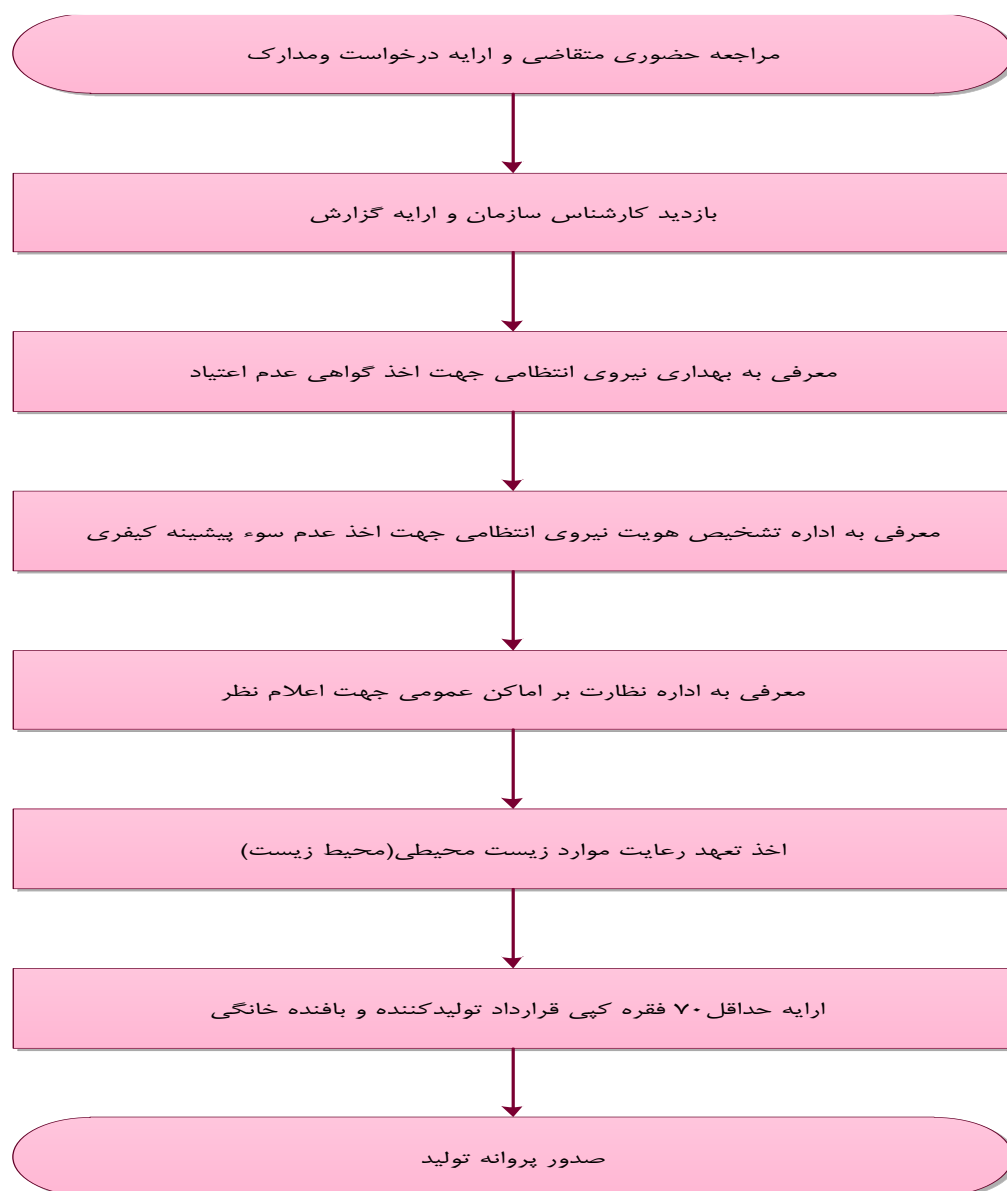 مراجعه حضوری متقاضی و ارایه درخواست ومدارک
بازدید کارشناس سازمان و ارایه گزارش
معرفی به بهداری نیروی انتظامی جهت اخذ گواهی عدم اعتیاد
معرفی به اداره تشخیص هویت نیروی انتظامی جهت اخذ عدم سوء پیشینه کیفری
معرفی به اداره نظارت بر اماکن عمومی جهت اعلام نظر
اخذ تعهد رعایت موارد زیست محیطی(محیط زیست)
ارایه حداقل۷۰ فقره کپی قرارداد تولیدکننده و بافنده خانگی
صدور پروانه تولید